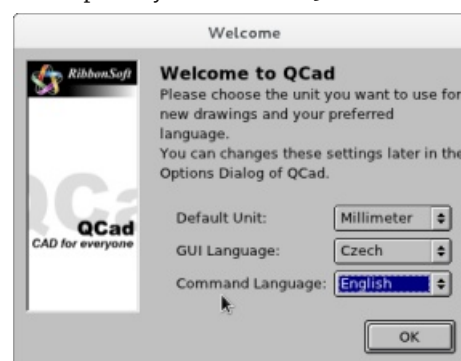 Welcome
RibbonSoft
Welcome to QCad
Please choose the unit you want to use for
new drawings and your preferred
language.
You can changes these settings later in the
Options Dialog of QCad.
QCad
CAD for everyone
Default Unit: Millimeter
GUI Language: Czech
Command Language: English
OK